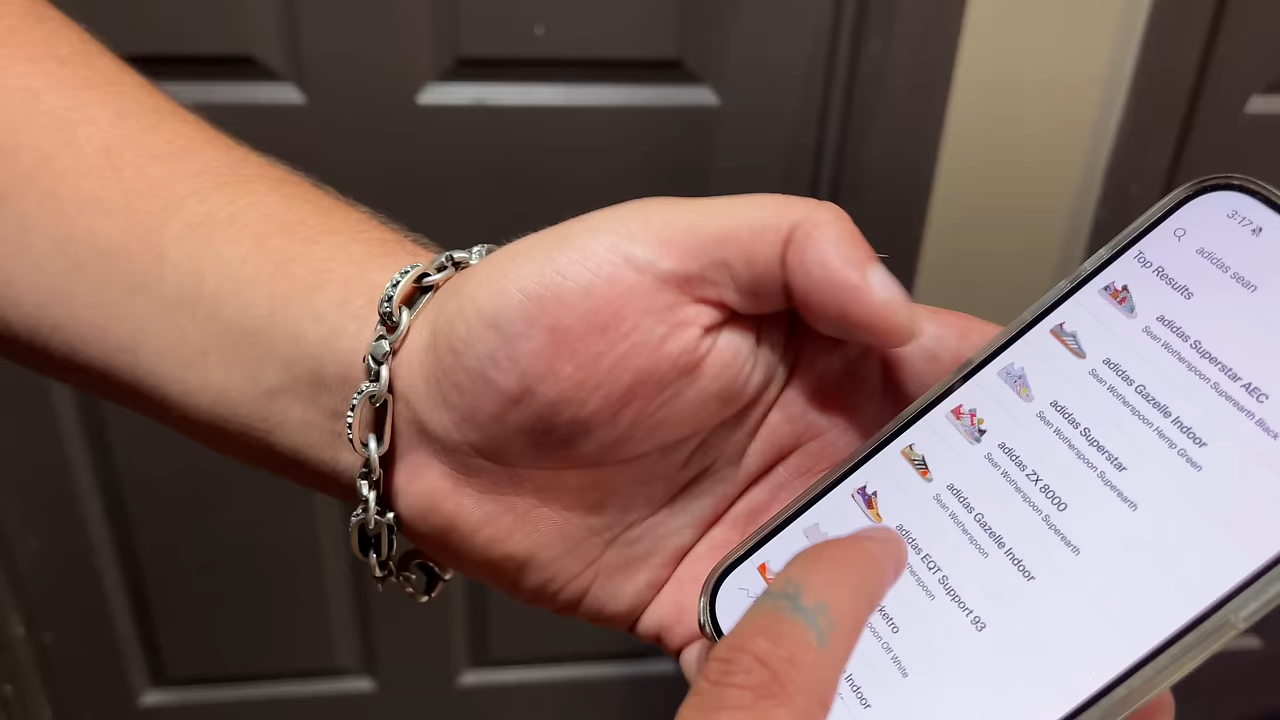 3:17
adidas sean
Top Results
adidas Superstar AEC
Sean Wotherspoon Superearth Black
adidas Gazelle Indoor
Sean Wotherspoon Hemp Green
adidas Superstar
Sean Wotherspoon Superearth
adidas ZX 8000
Sean Wotherspoon Superearth
adidas Gazelle Indoor
Sean Wotherspoon
adidas EQT Support 93
Off White
Indoor